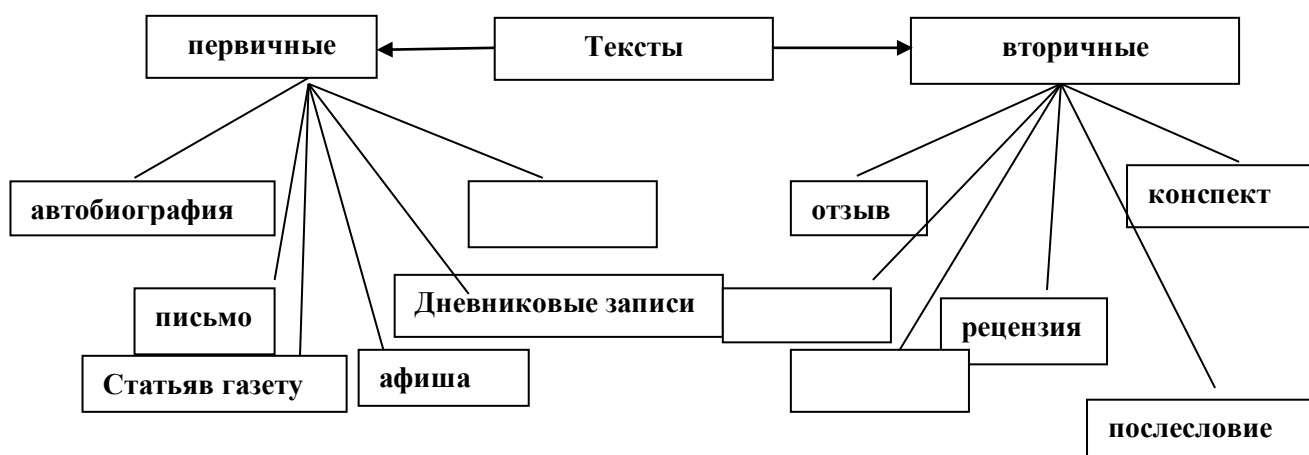 первичные
Тексты
вторичные
автобиография
отзыв
конспект
письмо
Дневниковые записи
рецензия
Статьяв газету
афиша
послесловие